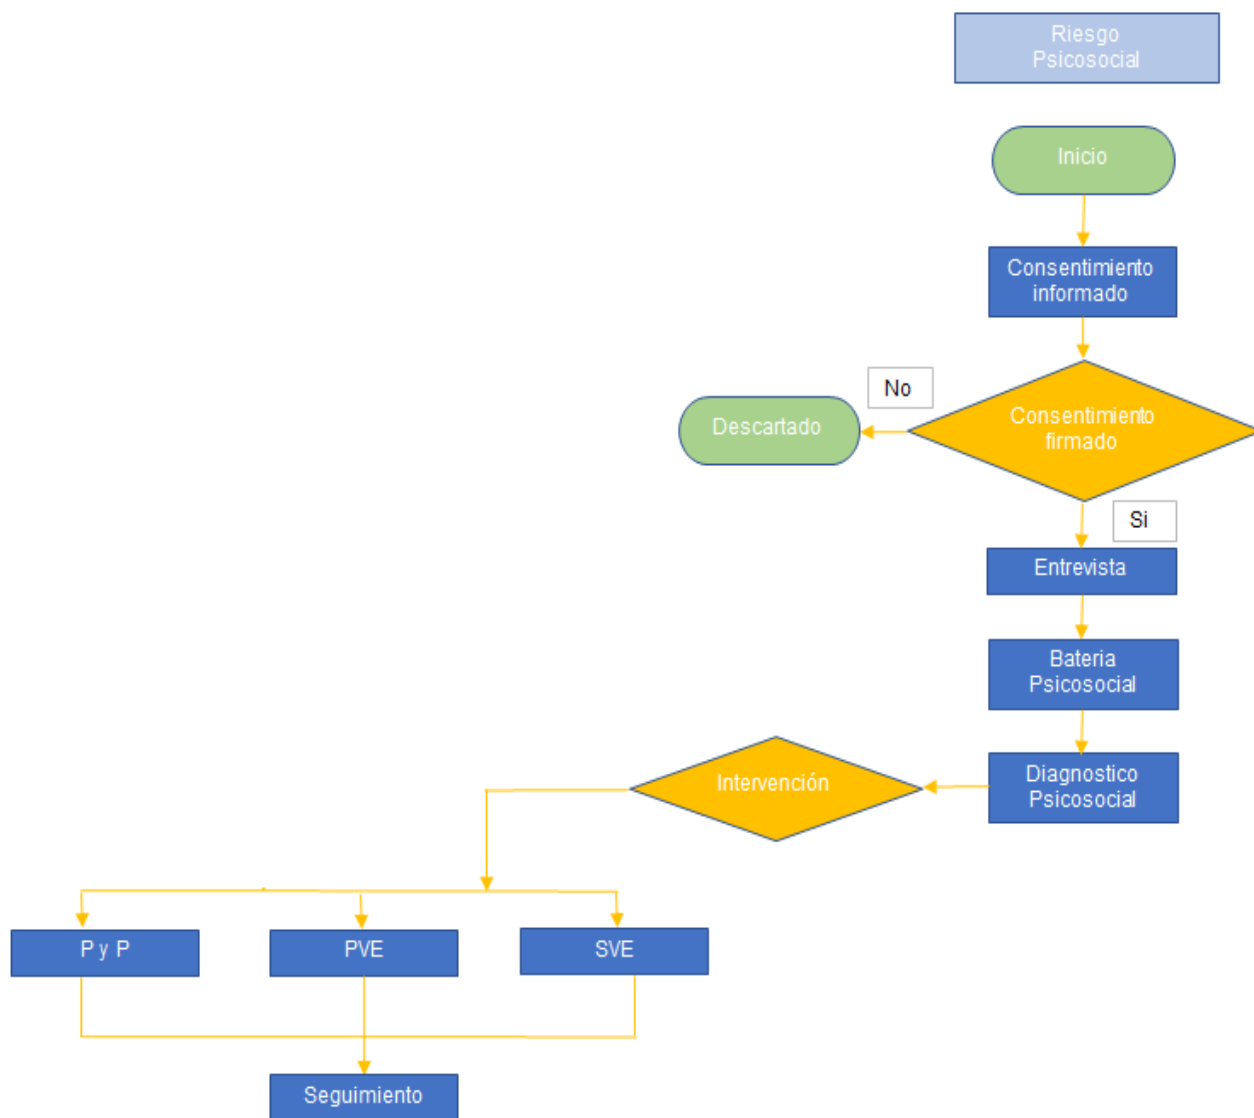 Riesgo
Psicosocial
Inicio
Consentimiento
informado
No
Descartado
Consentimiento
firmado
Si
Entrevista
Bateria
Psicosocial
Intervención
Diagnostico
Psicosocial
P y P
PVE
SVE
Seguimiento